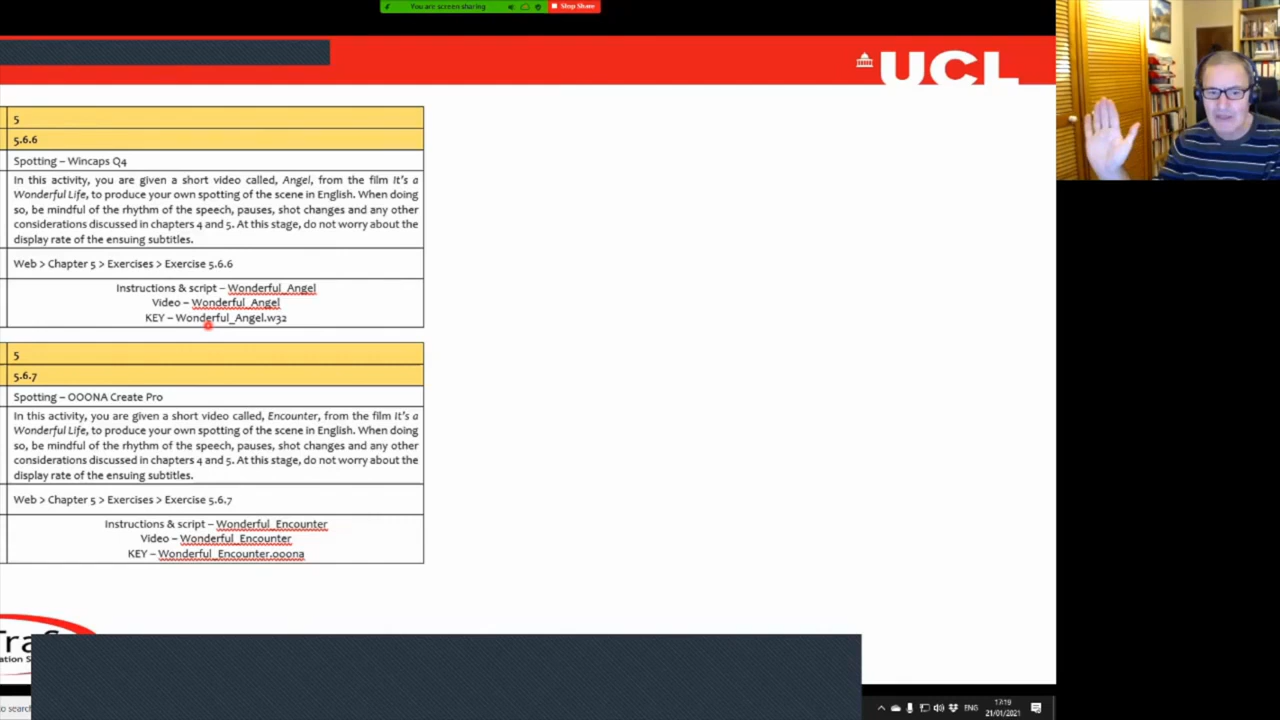 You are screen sharing
Stop Share
UCL
5
5.6.6
Spotting – Wincaps Q4
In this activity, you are given a short video called, Angel, from the film It's a
Wonderful Life, to produce your own spotting of the scene in English. When doing
so, be mindful of the rhythm of the speech, pauses, shot changes and any other
considerations discussed in chapters 4 and 5. At this stage, do not worry about the
display rate of the ensuing subtitles.
Web > Chapter 5 > Exercises > Exercise 5.6.6
Instructions & script – Wonderful_Angel
Video – Wonderful_Angel
KEY – Wonderful_Angel.w32
5
5.6.7
Spotting – OOONA Create Pro
In this activity, you are given a short video called, Encounter, from the film It's a
Wonderful Life, to produce your own spotting of the scene in English. When doing
so, be mindful of the rhythm of the speech, pauses, shot changes and any other
considerations discussed in chapters 4 and 5. At this stage, do not worry about the
display rate of the ensuing subtitles.
Web > Chapter 5 > Exercises > Exercise 5.6.7
Instructions & script – Wonderful_Encounter
Video – Wonderful_Encounter
KEY – Wonderful_Encounter.ooona
ation S
to search
ENG
17:19
21/01/2021